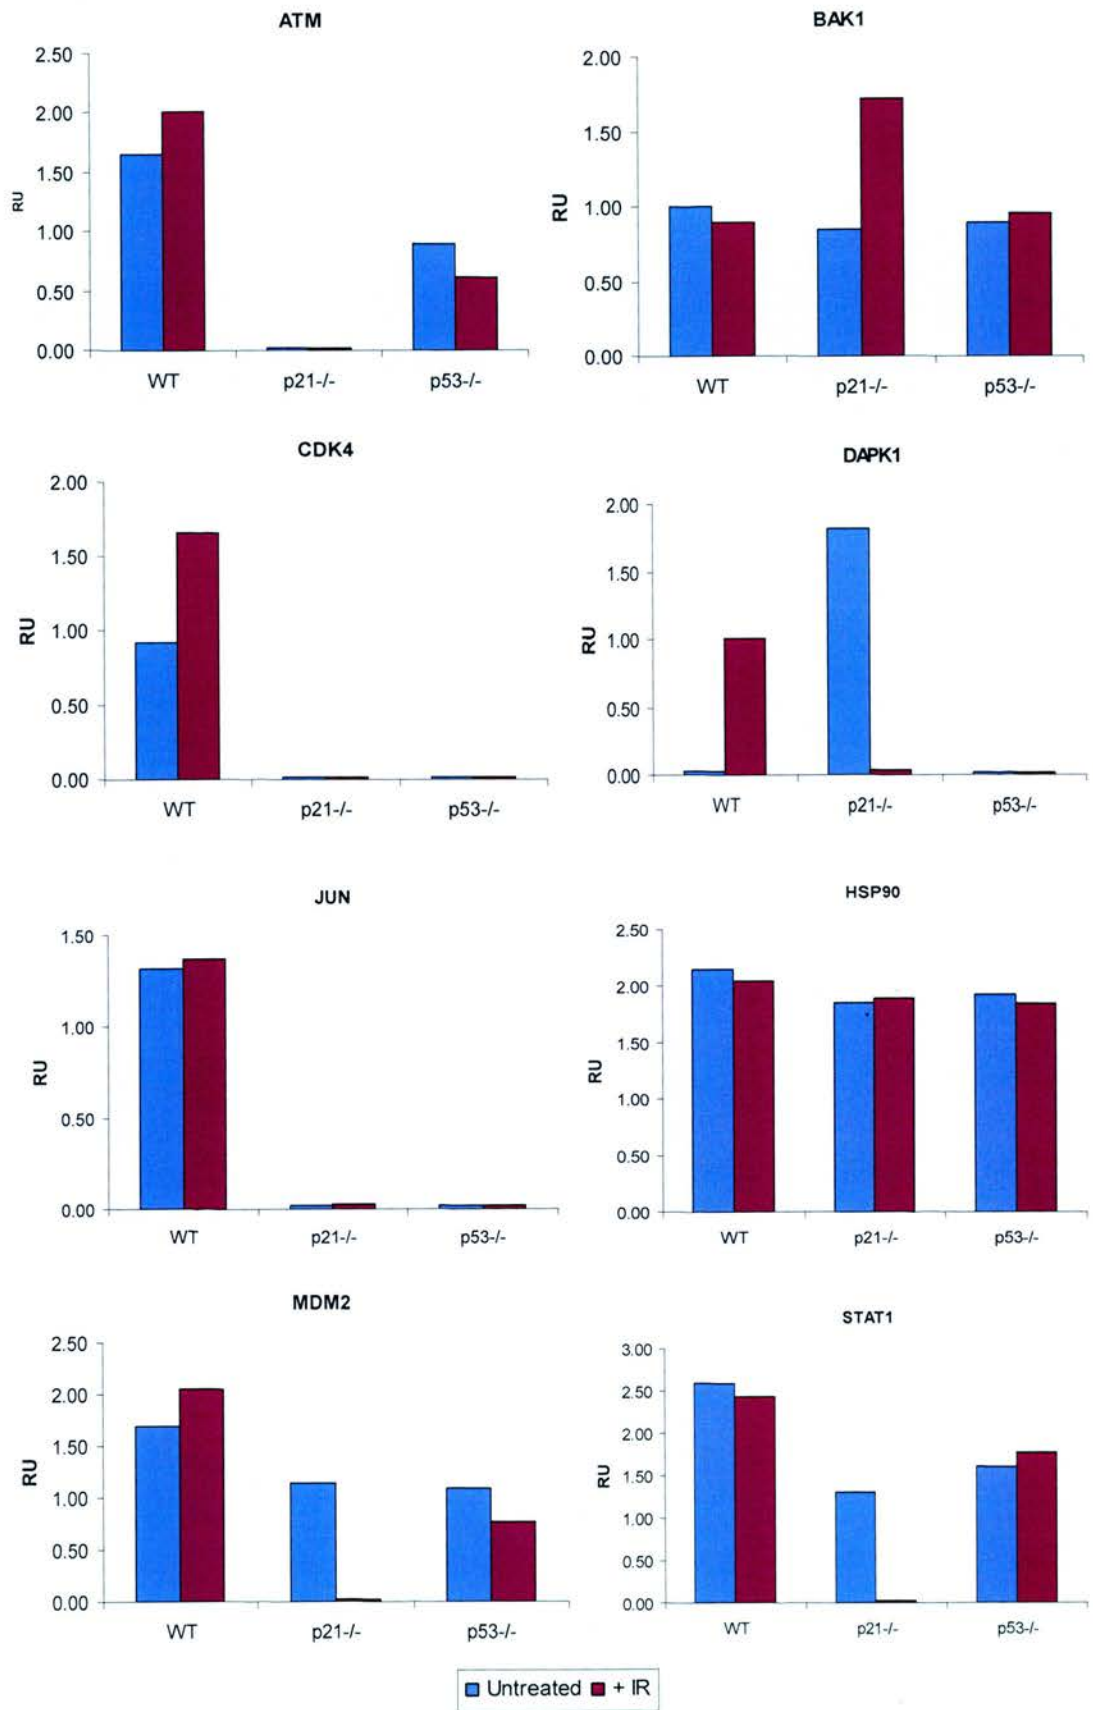 ATM
2.50
2.00
1.50
1.00
0.50
0.00
RU
WT p21-/- p53-/-
BAK1
2.00
1.50
1.00
0.50
0.00
RU
WT p21-/- p53-/-
CDK4
2.00
1.50
1.00
0.50
0.00
RU
WT p21-/- p53-/-
DAPK1
2.00
1.50
1.00
0.50
0.00
RU
WT p21-/- p53-/-
JUN
1.50
1.00
0.50
0.00
RU
WT p21-/- p53-/-
HSP90
2.50
2.00
1.50
1.00
0.50
0.00
RU
WT p21-/- p53-/-
MDM2
2.50
2.00
1.50
1.00
0.50
0.00
RU
WT p21-/- p53-/-
STAT1
3.00
2.50
2.00
1.50
1.00
0.50
0.00
RU
WT p21-/- p53-/-
Untreated + IR